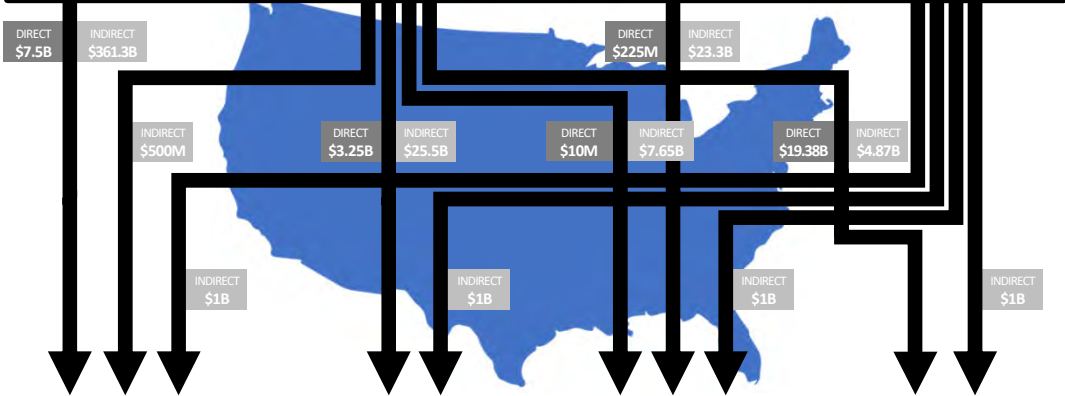 DIRECT INDIRECT
$7.5B $361.3B
DIRECT INDIRECT
$225M $23.3B
INDIRECT
$500M
DIRECT INDIRECT
$3.25B $25.5B
DIRECT INDIRECT
$10M $7.65B
DIRECT INDIRECT
$19.38B $4.87B
INDIRECT
$1B
INDIRECT
$1B
INDIRECT
$1B
INDIRECT
$1B